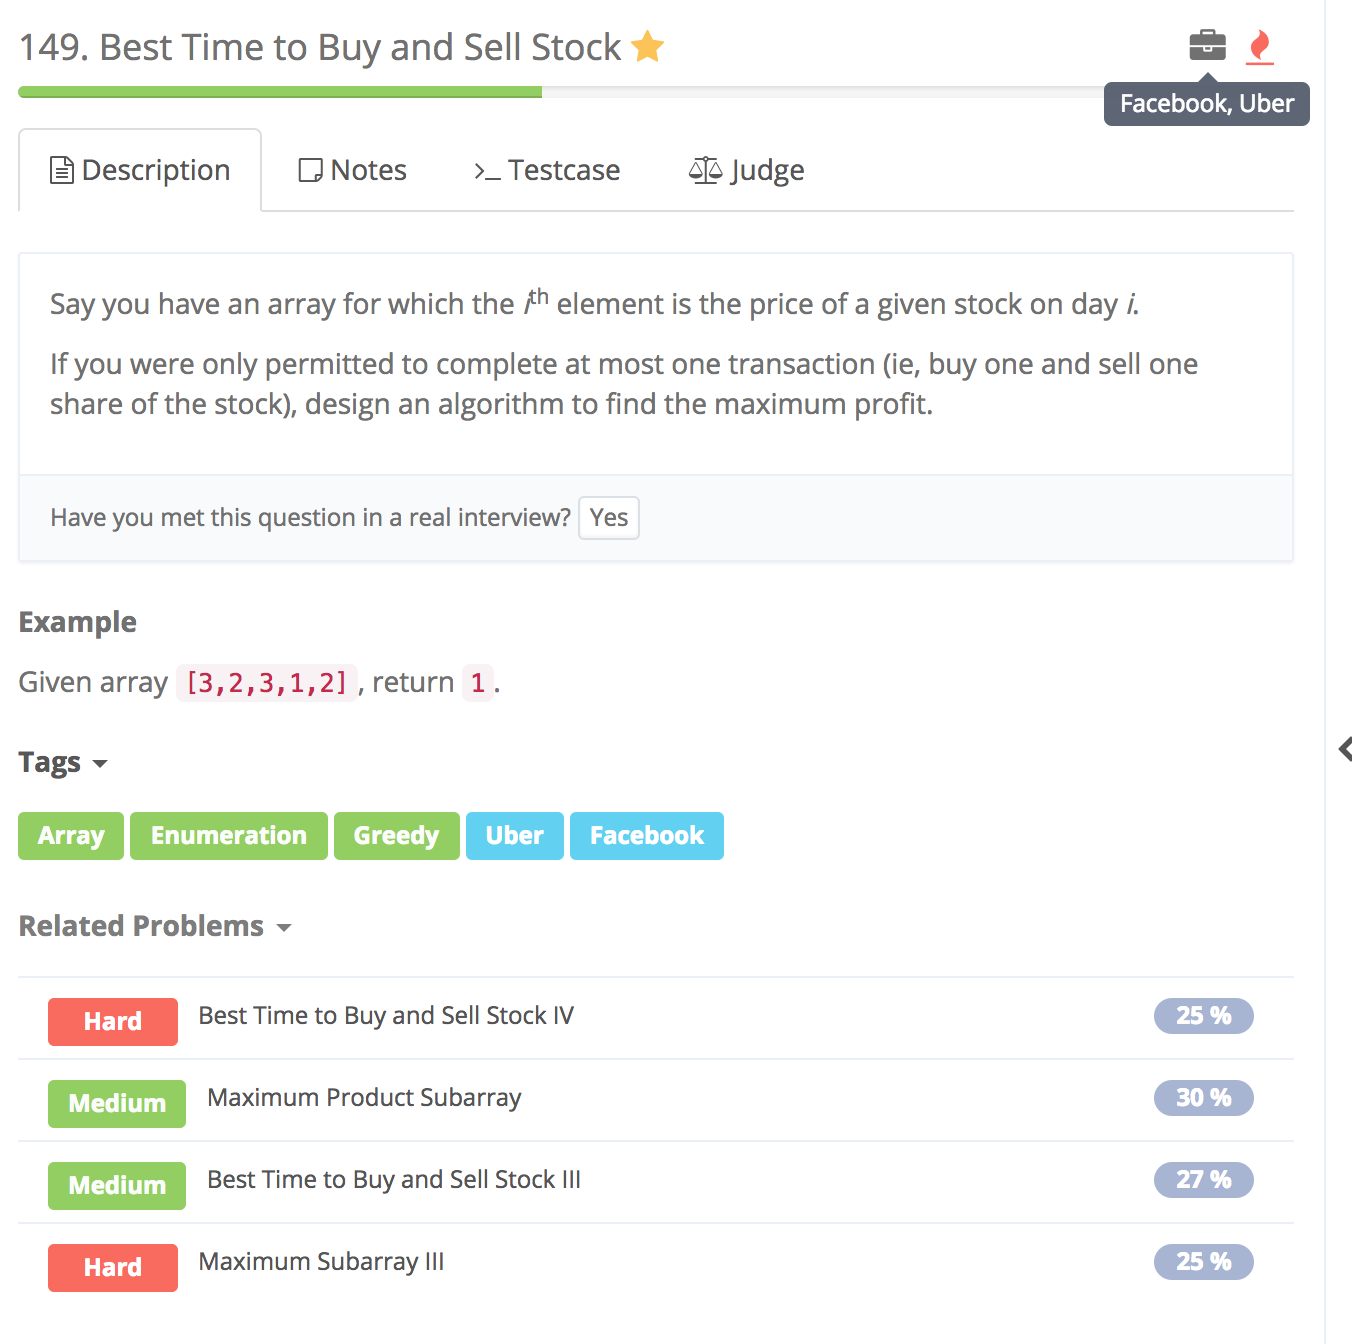 149. Best Time to Buy and Sell Stock
Facebook, Uber
Description
Notes
>_ Testcase
Judge
Say you have an array for which the ith element is the price of a given stock on day i.
If you were only permitted to complete at most one transaction (ie, buy one and sell one
share of the stock), design an algorithm to find the maximum profit.
Have you met this question in a real interview? Yes
Example
Given array [3,2,3,1,2], return 1.
Tags
Array Enumeration Greedy Uber Facebook
Related Problems
Hard Best Time to Buy and Sell Stock IV 25 %
Medium Maximum Product Subarray 30 %
Medium Best Time to Buy and Sell Stock III 27 %
Hard Maximum Subarray III 25 %